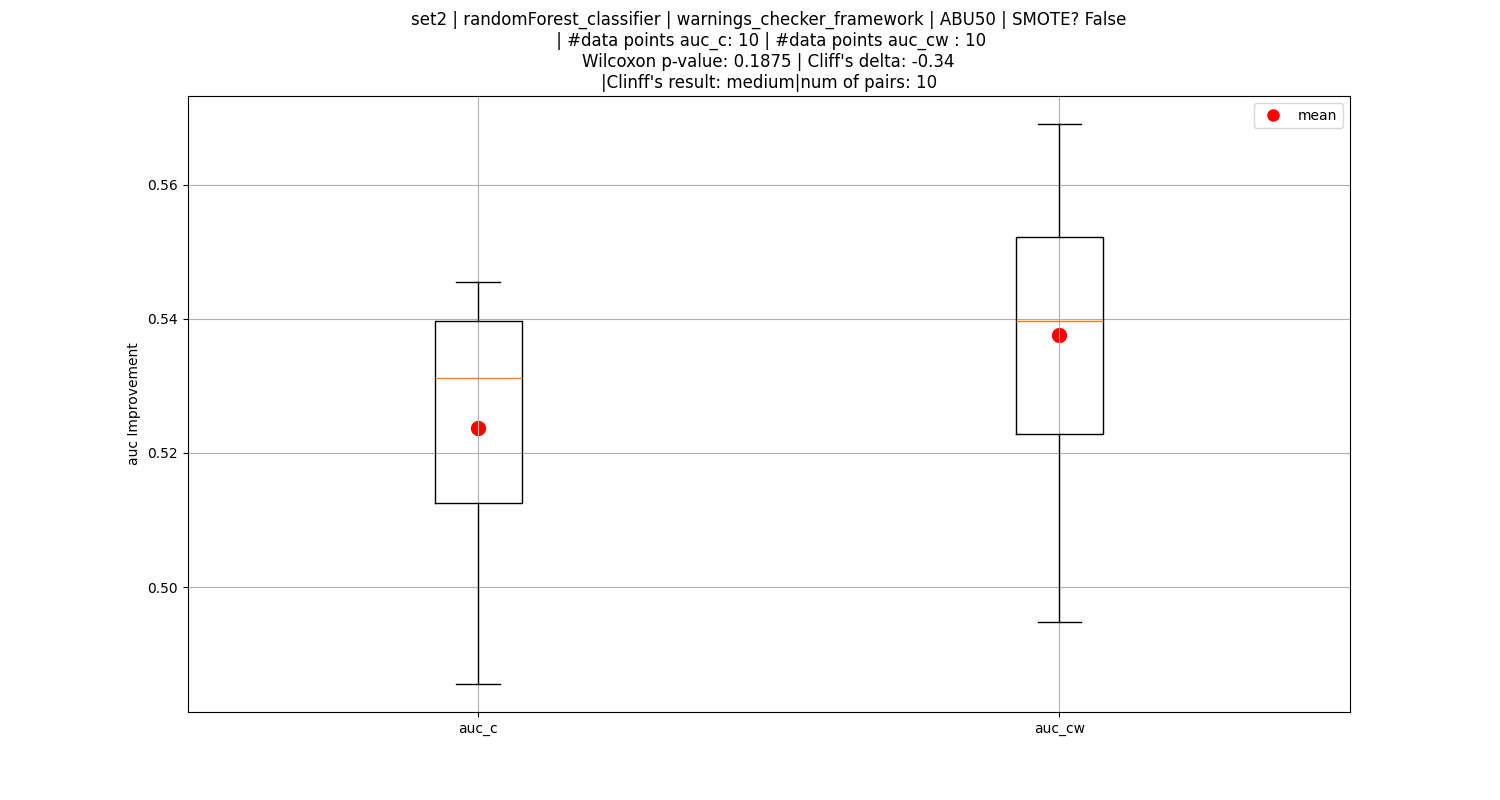 set2 | randomForest_classifier | warnings_checker_framework | ABU50 | SMOTE? False
| #data points auc_c: 10 | #data points auc_cw : 10
Wilcoxon p-value: 0.1875 | Cliff's delta: -0.34
|Clinff's result: medium|num of pairs: 10
mean
0.56
0.54
0.52
0.50
auc Improvement
auc_c
auc_cw